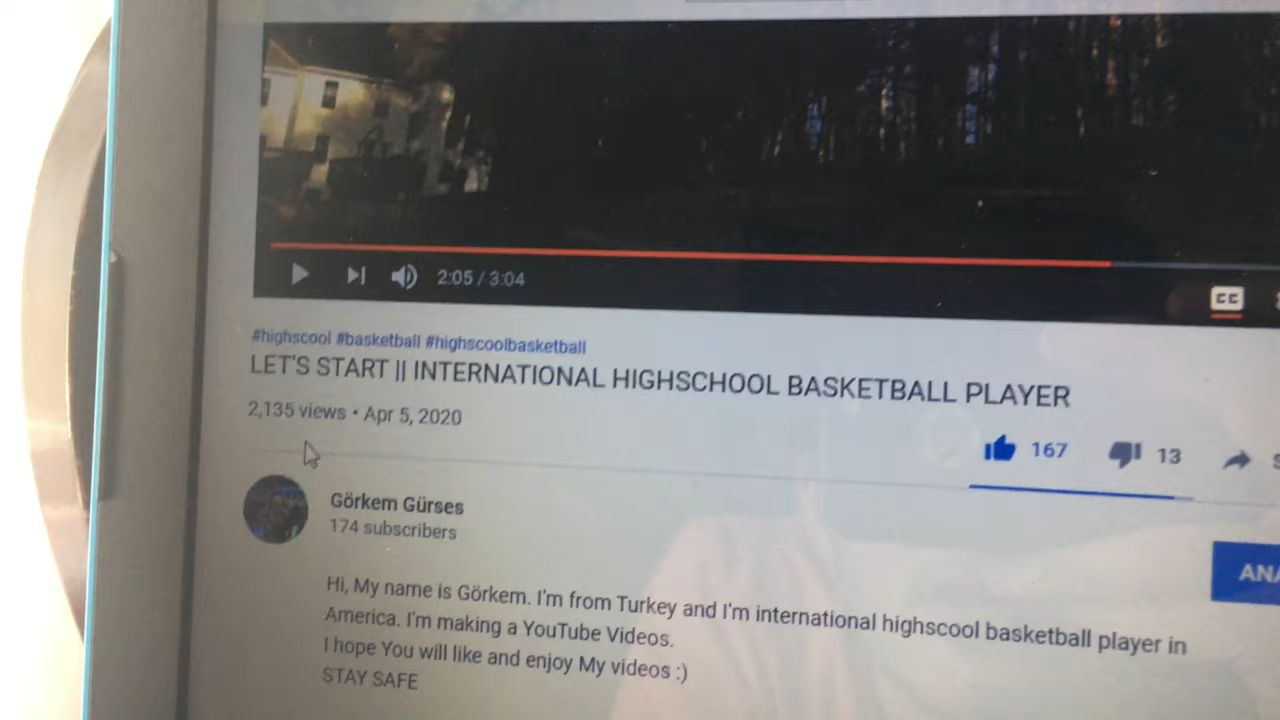 2:05 / 3:04
CC
#highscool #basketball #highscoolbasketball
LET'S START || INTERNATIONAL HIGHSCHOOL BASKETBALL PLAYER
2,135 views • Apr 5, 2020
167 13
Görkem Gürses
174 subscribers
Hi, My name is Görkem. I'm from Turkey and I'm international highscool basketball player in
America. I'm making a YouTube Videos.
I hope You will like and enjoy My videos :)
STAY SAFE